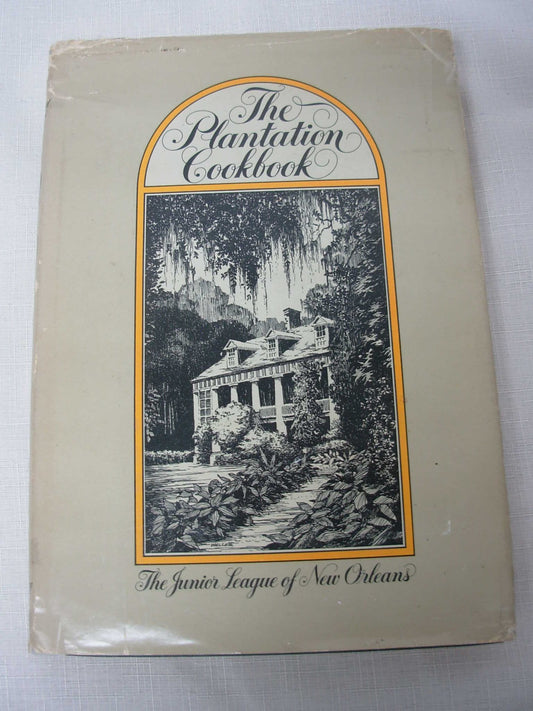 The
Plantation
Cookbook
The Junior League of New Orleans